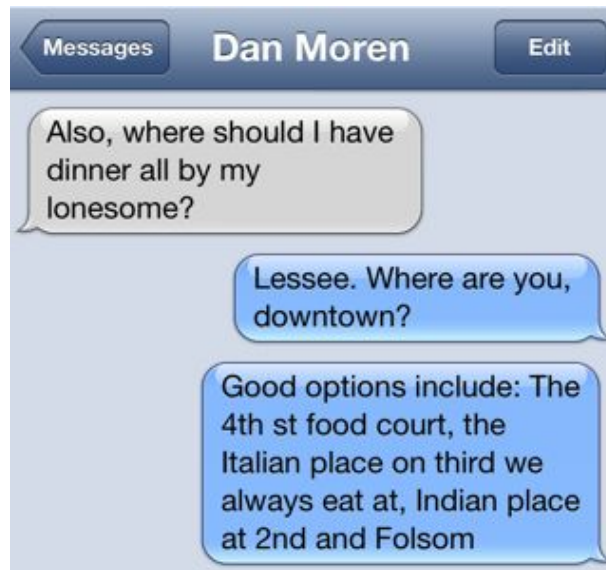 Messages Dan Moren Edit
Also, where should I have
dinner all by my
lonesome?
Lessee. Where are you,
downtown?
Good options include: The
4th st food court, the
Italian place on third we
always eat at, Indian place
at 2nd and Folsom